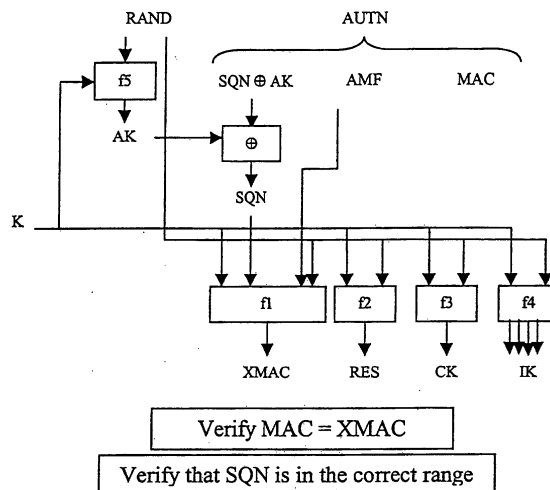 RAND AUTN
f5 SQN ⊕ AK AMF MAC
AK ⊕
SQN
K
f1 f2 f3 f4
XMAC RES CK IK
Verify MAC = XMAC
Verify that SQN is in the correct range